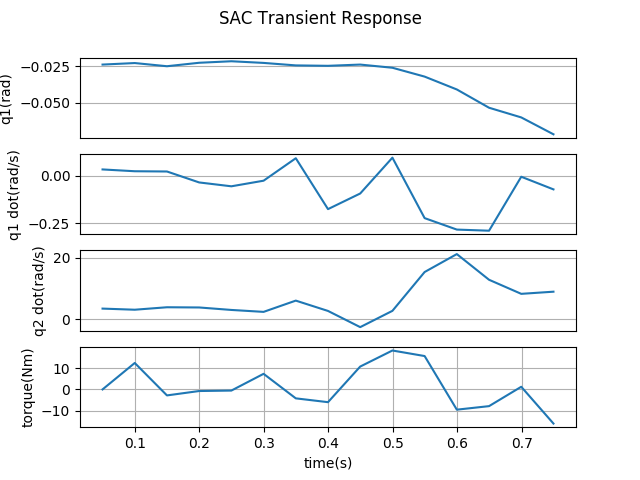 SAC Transient Response
−0.025
−0.050
q1(rad)
0.00
−0.25
q1 dot(rad/s)
20
0
q2 dot(rad/s)
10
0
−10
torque(Nm)
0.1 0.2 0.3 0.4 0.5 0.6 0.7
time(s)